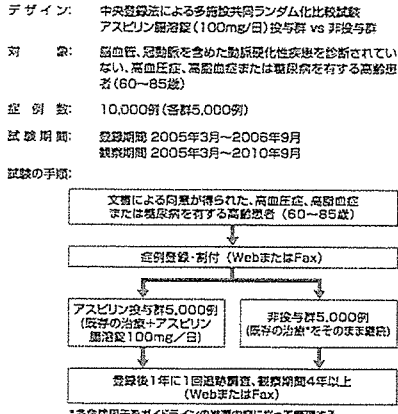 デザイン: 中央登録法による多施設共同ランダム化比較試験
アスピリン腸溶錠(100mg/日)投与群 vs 非投与群
対　象: 脳血管、冠動脈を含めた動脈硬化性疾患を診断されてい
ない、高血圧症、高脂血症または糖尿病を有する高齢患
者(60〜85歳)
症 例 数: 10,000例(各群5,000例)
試験期間: 登録期間 2005年3月〜2006年9月
観察期間 2005年3月〜2010年9月
試験の手順:
文書による同意が得られた、高血圧症、高脂血症
または糖尿病を有する高齢患者(60〜85歳)
症例登録・割付(WebまたはFax)
アスピリン投与群5,000例
(既存の治療+アスピリン
腸溶錠100mg/日)
非投与群5,000例
(既存の治療*をそのまま継続)
登録後1年に1回追跡調査、観察期間4年以上
(WebまたはFax)